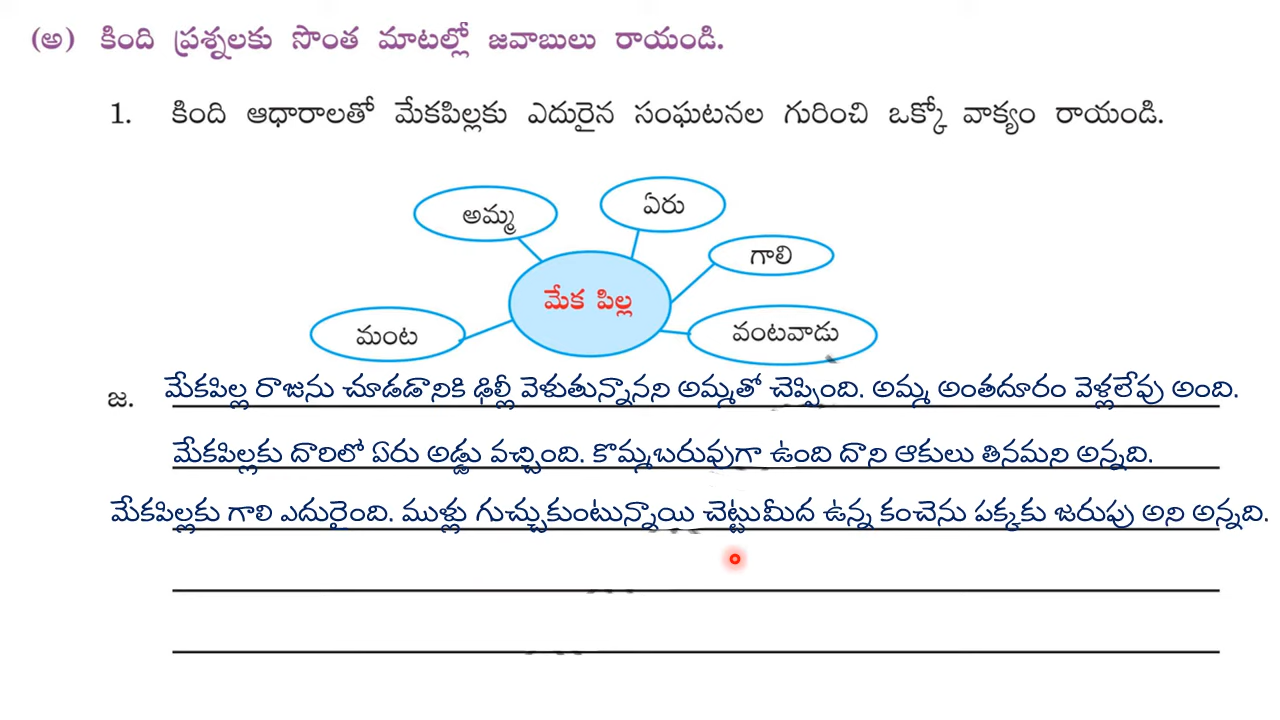 (అ) కింది ప్రశ్నలకు సొంత మాటల్లో జవాబులు రాయండి.
1. కింది ఆధారాలతో మేకపిల్లకు ఎదురైన సంఘటనల గురించి ఒక్కో వాక్యం రాయండి.
అమ్మ
ఏరు
గాలి
మేక పిల్ల
మంట
వంటవాడు
జ. మేకపిల్ల రాజును చూడడానికి ఢిల్లీ వెళుతున్నానని అమ్మతో చెప్పింది. అమ్మ అంతదూరం వెళ్లలేవు అంది.
మేకపిల్లకు దారిలో ఏరు అడ్డు వచ్చింది. కొమ్మబరువుగా ఉంది దాని ఆకులు తినమని అన్నది.
మేకపిల్లకు గాలి ఎదురైంది. ముళ్లు గుచ్చుకుంటున్నాయి చెట్టుమీద ఉన్న కంచెను పక్కకు జరుపు అని అన్నది.